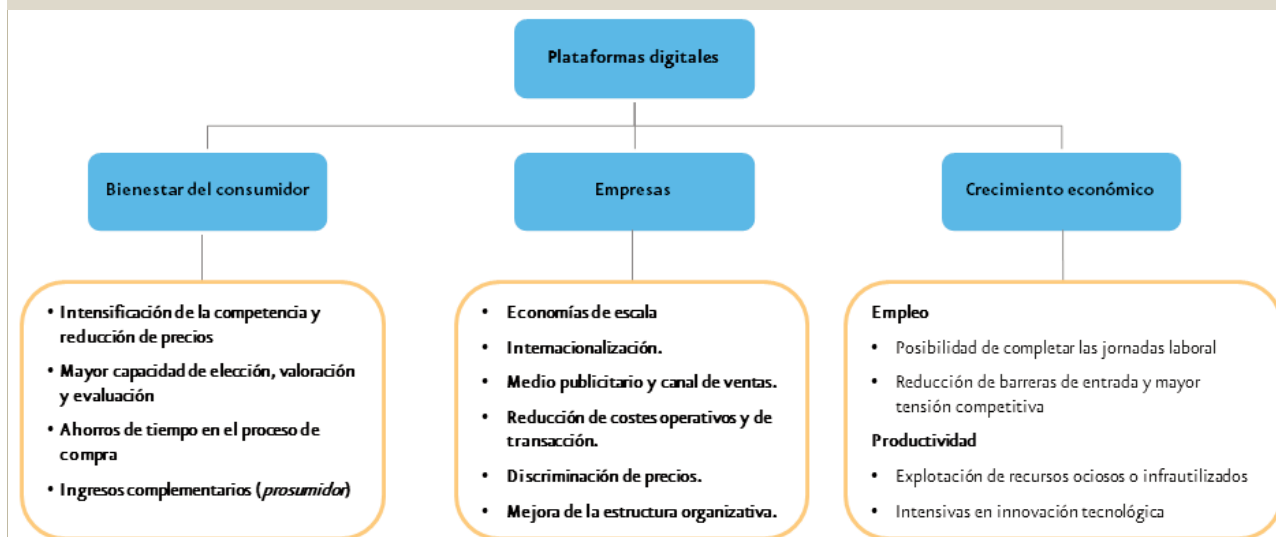 Plataformas digitales
Bienestar del consumidor
Empresas
Crecimiento económico
• Intensificación de la competencia y
reducción de precios
• Mayor capacidad de elección, valoración
y evaluación
• Ahorros de tiempo en el proceso de
compra
• Ingresos complementarios (prosumidor)
• Economías de escala
• Internacionalización.
• Medio publicitario y canal de ventas.
• Reducción de costes operativos y de
transacción.
• Discriminación de precios.
• Mejora de la estructura organizativa.
Empleo
• Posibilidad de completar las jornadas laboral
• Reducción de barreras de entrada y mayor
tensión competitiva
Productividad
• Explotación de recursos ociosos o infrautilizados
• Intensivas en innovación tecnológica